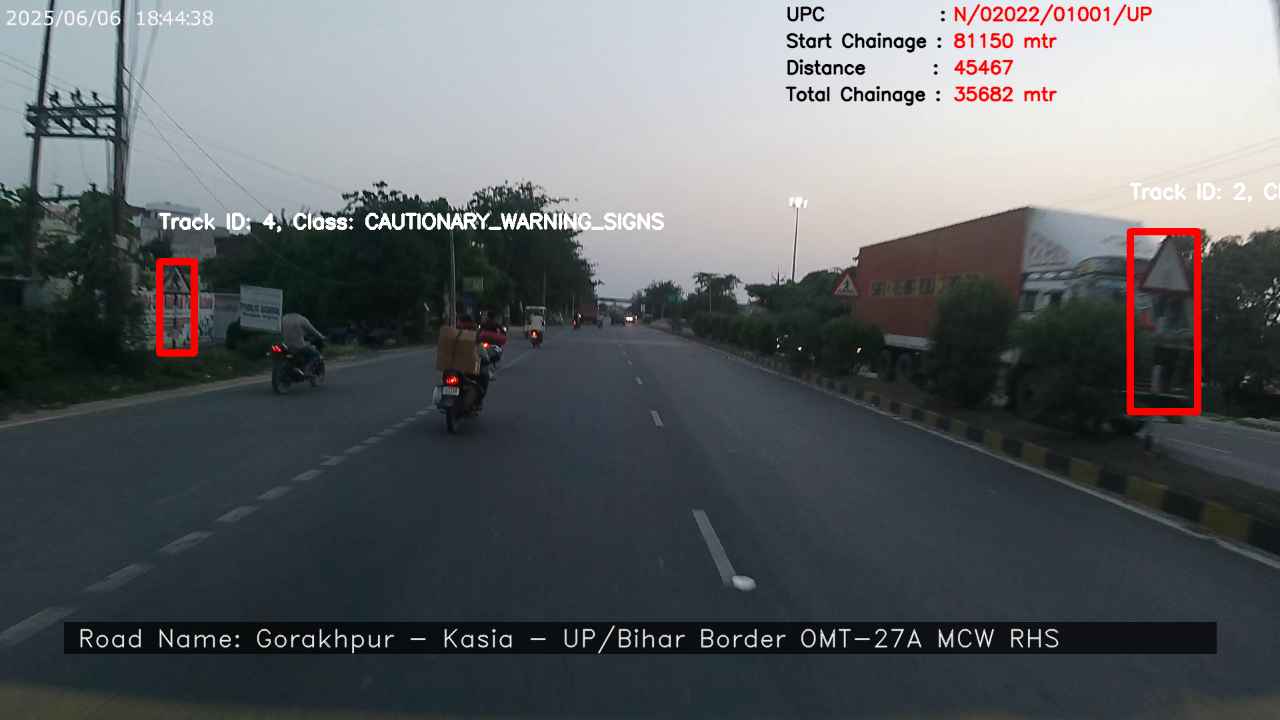 2025/06/06 18:44:38
UPC : N/02022/01001/UP
Start Chainage : 81150 mtr
Distance : 45467
Total Chainage : 35682 mtr
Track ID: 2, Cl
Track ID: 4, Class: CAUTIONARY_WARNING_SIGNS
Road Name: Gorakhpur - Kasia - UP/Bihar Border OMT-27A MCW RHS